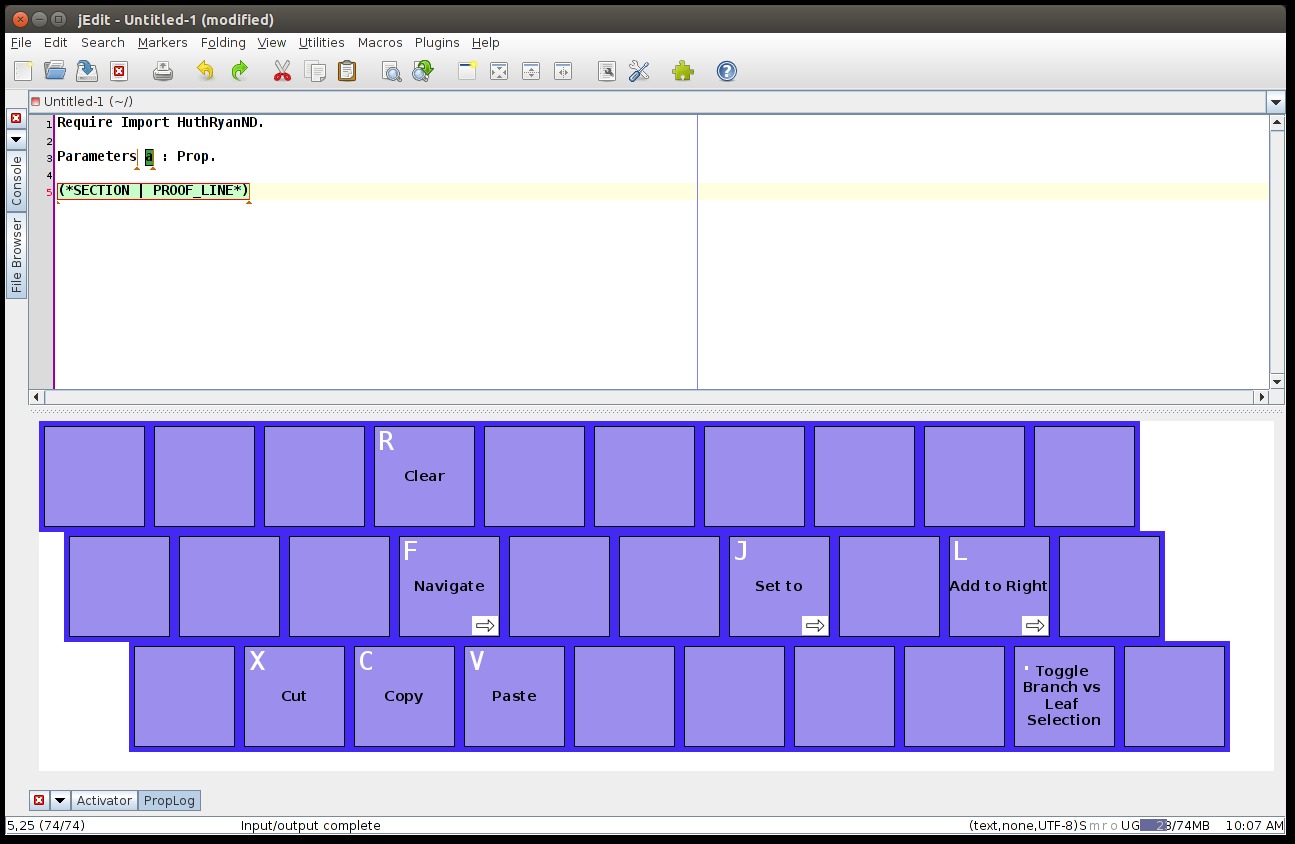 jEdit - Untitled-1 (modified)
File Edit Search Markers Folding View Utilities Macros Plugins Help
Untitled-1 (~/)
1 Require Import HuthRyanND.
2
3 Parameters a : Prop.
4
5 (*SECTION | PROOF_LINE*)
Console
File Browser
R
Clear
F
Navigate
J
Set to
L
Add to Right
X
Cut
C
Copy
V
Paste
. Toggle
Branch vs
Leaf
Selection
Activator PropLog
5,25 (74/74) Input/output complete (text,none,UTF-8)S m r o UG 28/74MB 10:07 AM